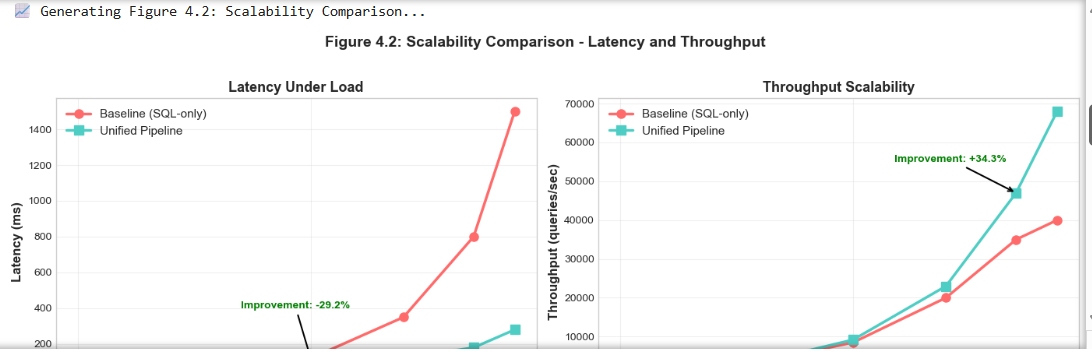 📈 Generating Figure 4.2: Scalability Comparison...
Figure 4.2: Scalability Comparison - Latency and Throughput
Latency Under Load
Baseline (SQL-only)
Unified Pipeline
1400
1200
1000
800
600
400
200
Latency (ms)
Improvement: -29.2%
Throughput Scalability
Baseline (SQL-only)
Unified Pipeline
70000
60000
50000
40000
30000
20000
10000
Throughput (queries/sec)
Improvement: +34.3%